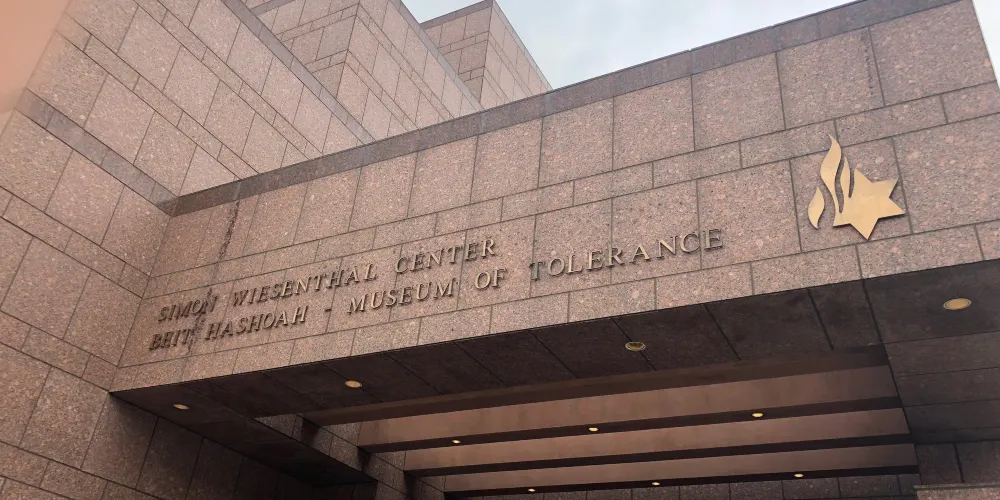 SIMON WIESENTHAL CENTER
BEIT HASHOAH - MUSEUM OF TOLERANCE